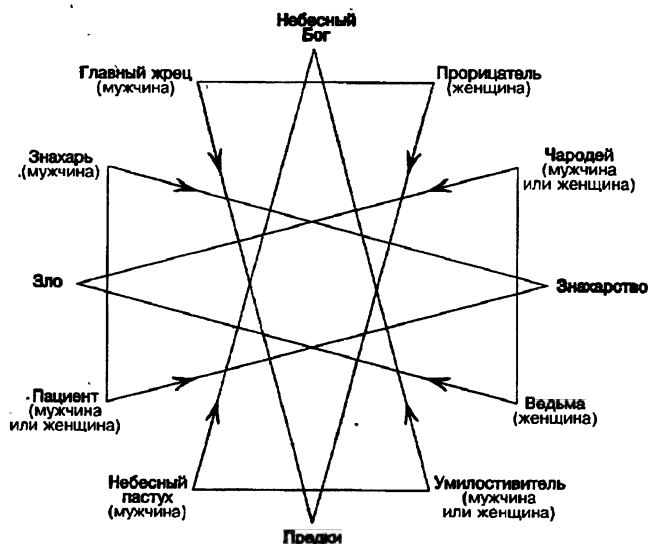 Небесный
Бог
Главный жрец
(мужчина)
Прорицатель
(женщина)
Знахарь
(мужчина)
Чародей
(мужчина
или женщина)
Зло
Знахарство
Пациент
(мужчина
или женщина)
Ведьма
(женщина)
Небесный
пастух
(мужчина)
Умилостивитель
(мужчина
или женщина)
Предки